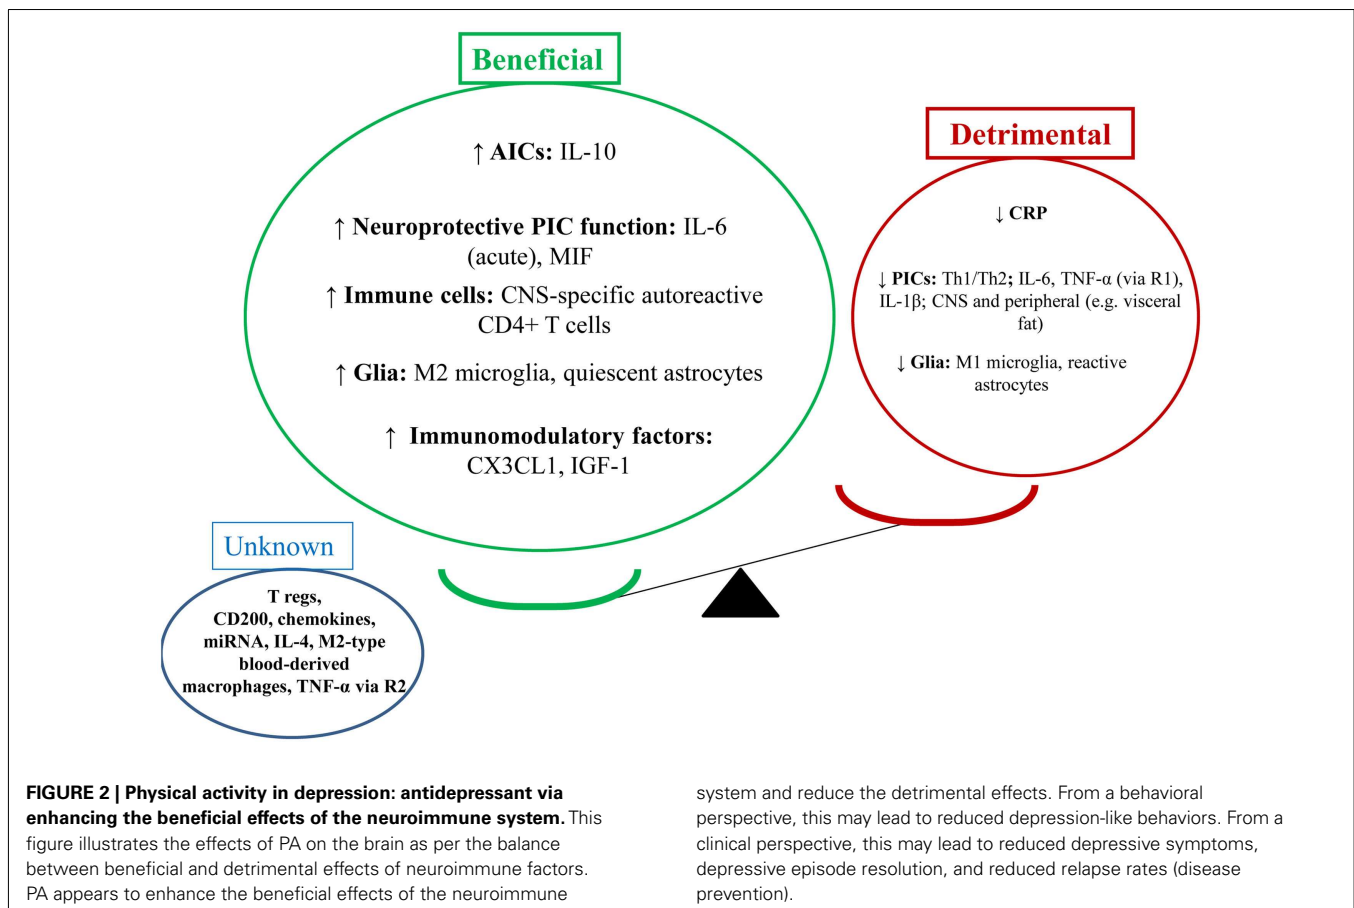 Beneficial
↑ AICs: IL-10
↑ Neuroprotective PIC function: IL-6
(acute), MIF
↑ Immune cells: CNS-specific autoreactive
CD4+ T cells
↑ Glia: M2 microglia, quiescent astrocytes
↑ Immunomodulatory factors:
CX3CL1, IGF-1
Detrimental
↓ CRP
↓ PICs: Th1/Th2; IL-6, TNF-α (via R1),
IL-1β; CNS and peripheral (e.g. visceral
fat)
↓ Glia: M1 microglia, reactive
astrocytes
Unknown
T regs,
CD200, chemokines,
miRNA, IL-4, M2-type
blood-derived
macrophages, TNF-α via R2
FIGURE 2 | Physical activity in depression: antidepressant via
enhancing the beneficial effects of the neuroimmune system. This
figure illustrates the effects of PA on the brain as per the balance
between beneficial and detrimental effects of neuroimmune factors.
PA appears to enhance the beneficial effects of the neuroimmune
system and reduce the detrimental effects. From a behavioral
perspective, this may lead to reduced depression-like behaviors. From a
clinical perspective, this may lead to reduced depressive symptoms,
depressive episode resolution, and reduced relapse rates (disease
prevention).